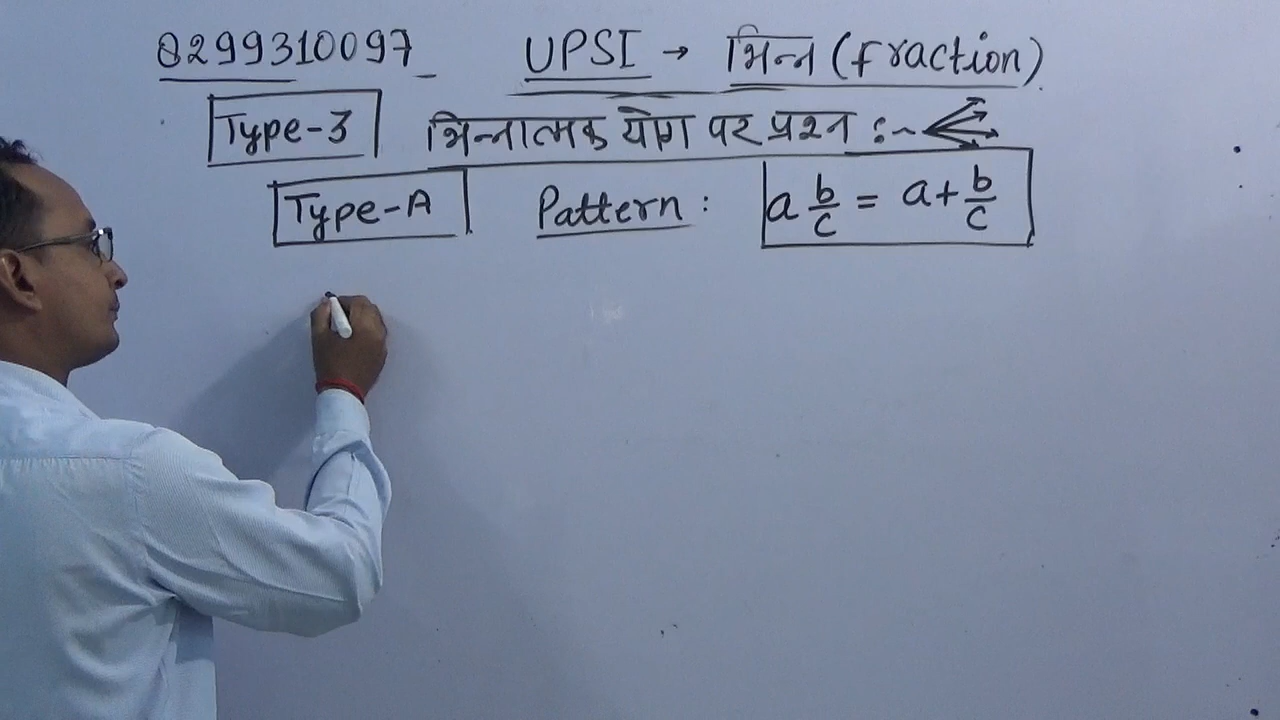 8299310097 UPSI → भिन्न (fraction)
Type-3 भिन्नात्मक योग पर प्रश्न :-
Type-A Pattern : a b/c = a + b/c